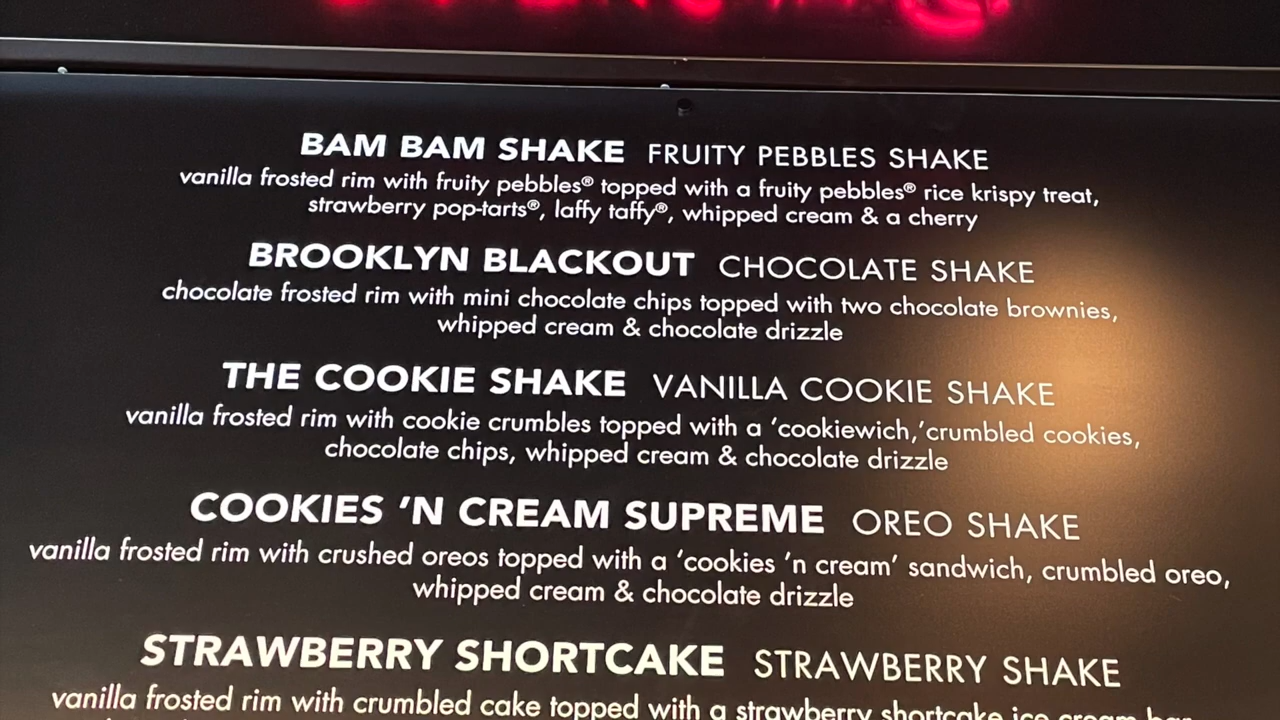 BAM BAM SHAKE FRUITY PEBBLES SHAKE
vanilla frosted rim with fruity pebbles® topped with a fruity pebbles® rice krispy treat,
strawberry pop-tarts®, laffy taffy®, whipped cream & a cherry
BROOKLYN BLACKOUT CHOCOLATE SHAKE
chocolate frosted rim with mini chocolate chips topped with two chocolate brownies,
whipped cream & chocolate drizzle
THE COOKIE SHAKE VANILLA COOKIE SHAKE
vanilla frosted rim with cookie crumbles topped with a ‘cookiewich,’crumbled cookies,
chocolate chips, whipped cream & chocolate drizzle
COOKIES ’N CREAM SUPREME OREO SHAKE
vanilla frosted rim with crushed oreos topped with a ‘cookies ’n cream’ sandwich, crumbled oreo,
whipped cream & chocolate drizzle
STRAWBERRY SHORTCAKE STRAWBERRY SHAKE
vanilla frosted rim with crumbled cake topped with a strawberry shortcake ice cream bar